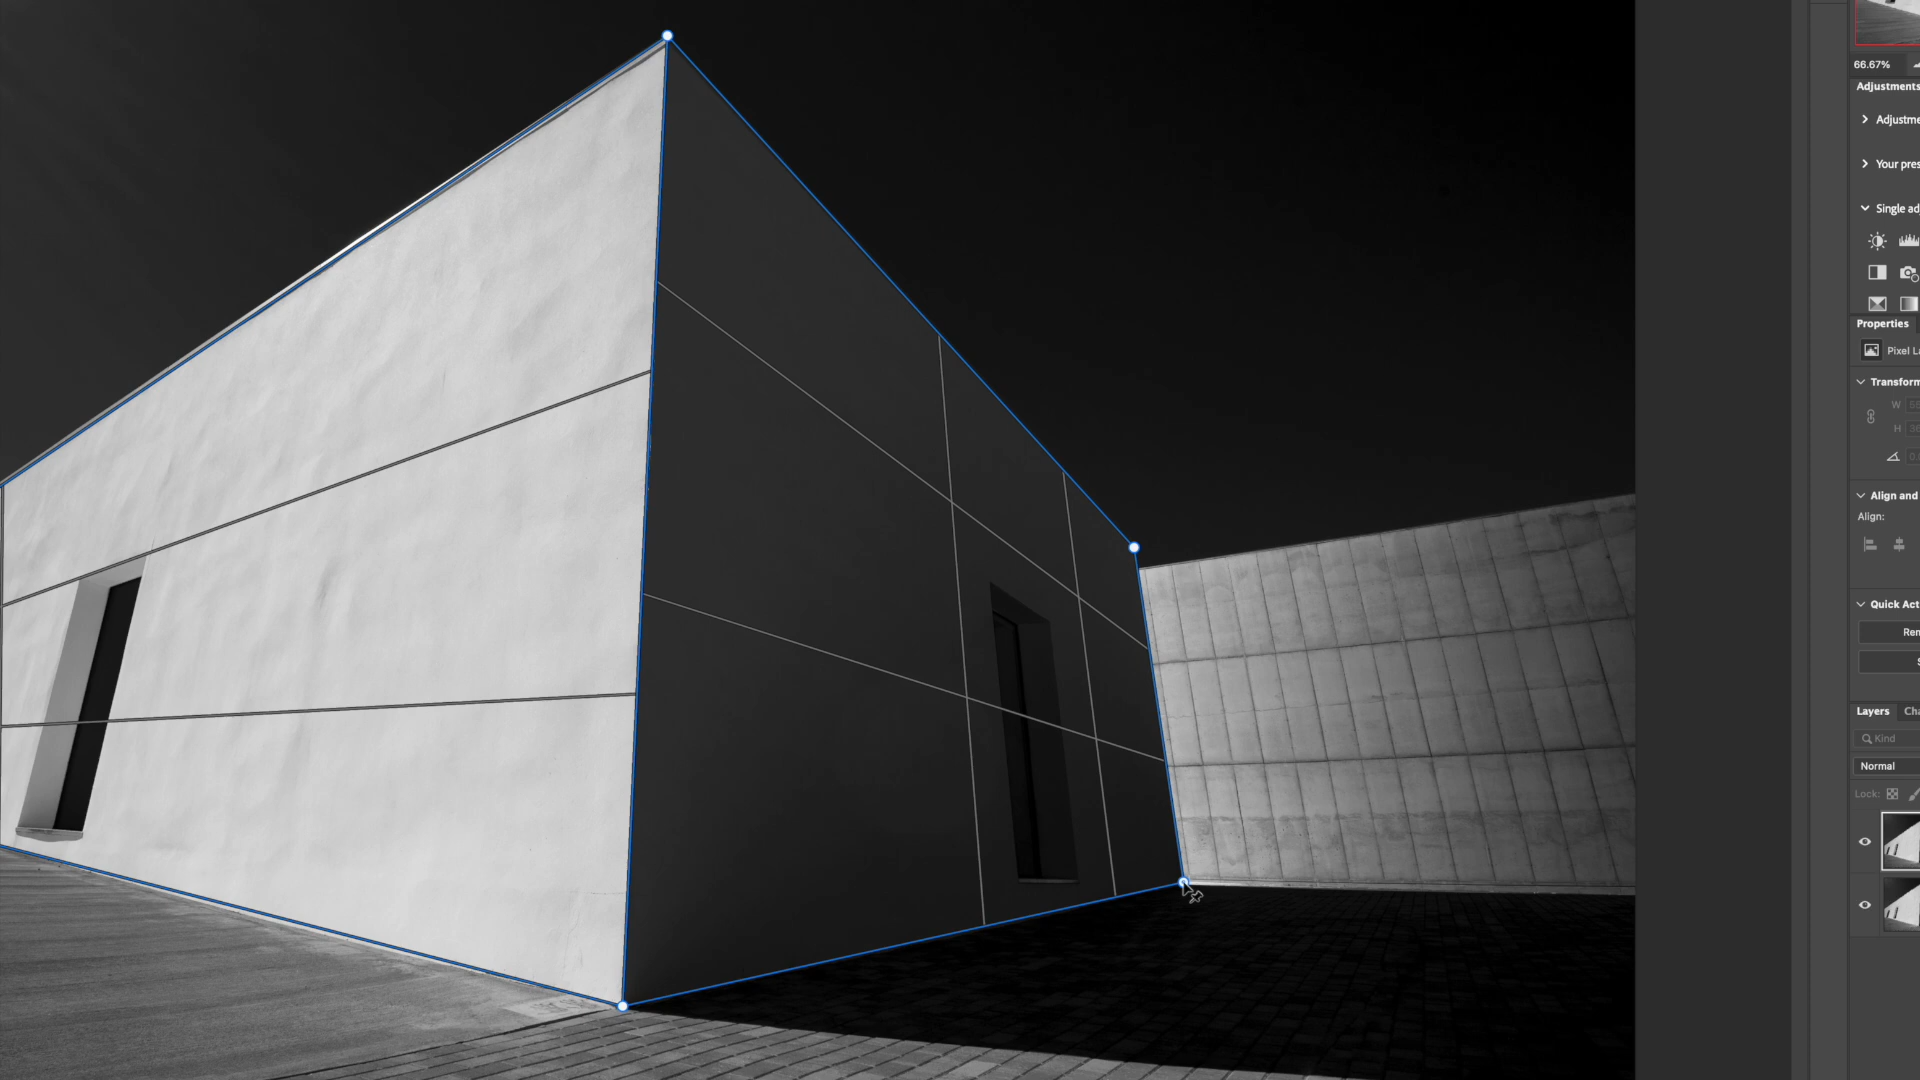 66.67%
Adjustments
Adjustme
Your pres
Single ad
Properties
Pixel La
Transform
W
H
Align and
Align:
Quick Act
Ren
S
Layers
Cha
Kind
Normal
Lock: